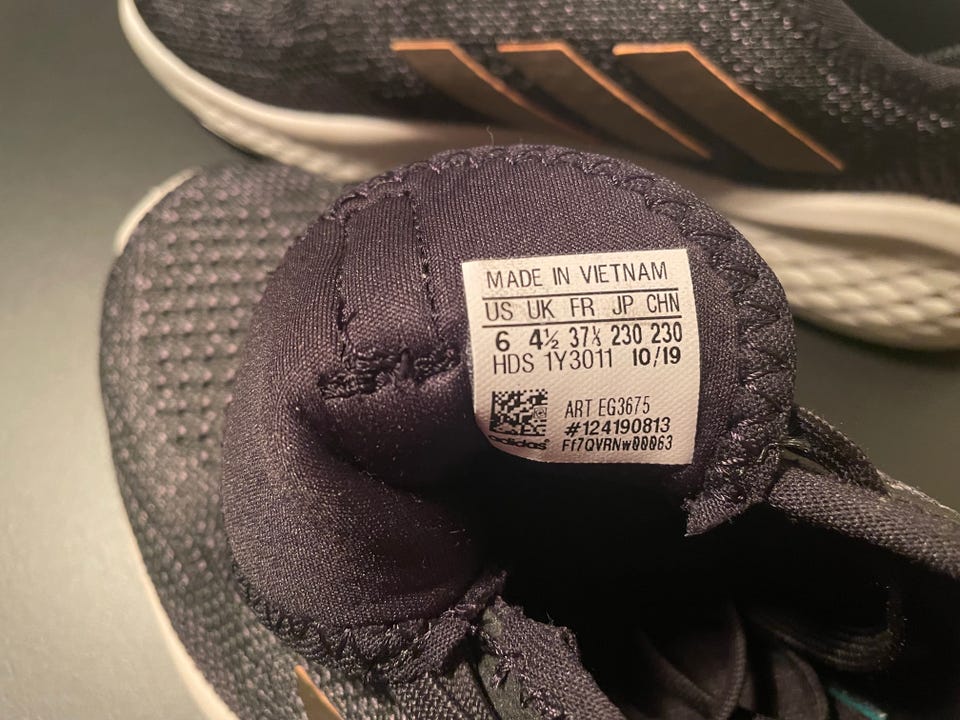 MADE IN VIETNAM
US UK FR JP CHN
6 4½ 37⅓ 230 230
HDS 1Y3011 10/19
ART EG3675
#124190813
adidas Ff7QVRNw00063